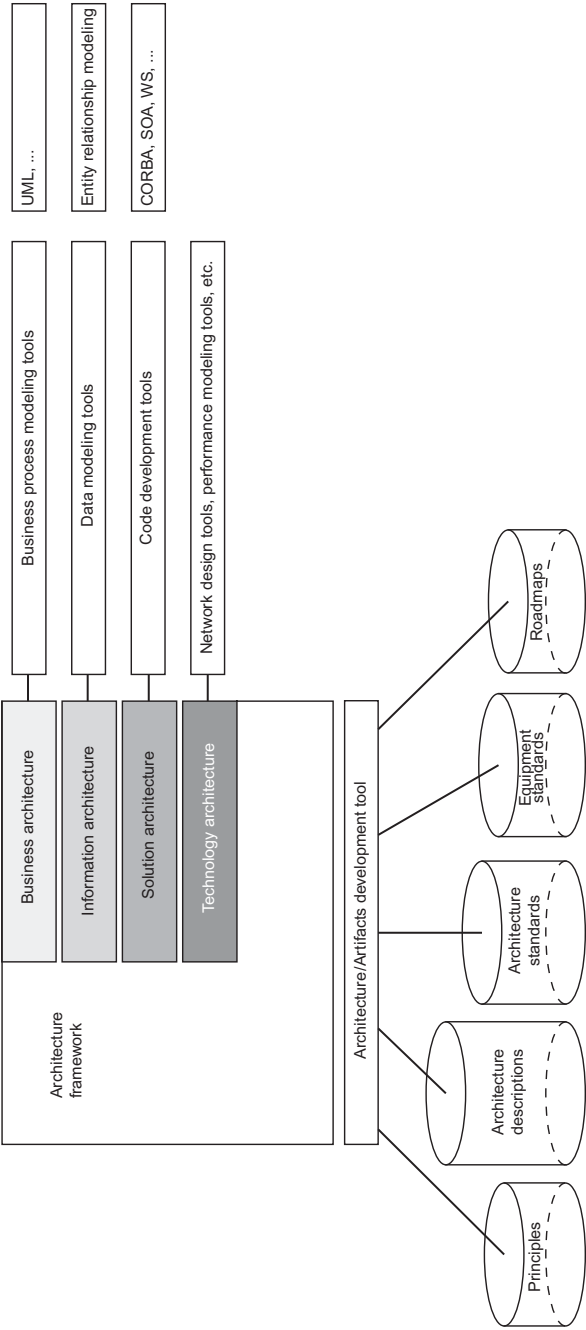 Architecture
framework
Business architecture
Business process modeling tools
UML, ...
Information architecture
Data modeling tools
Entity relationship modeling
Solution architecture
Code development tools
CORBA, SOA, WS, ...
Technology architecture
Network design tools, performance modeling tools, etc.
Architecture/Artifacts development tool
Principles
Architecture
descriptions
Architecture
standards
Equipment
standards
Roadmaps